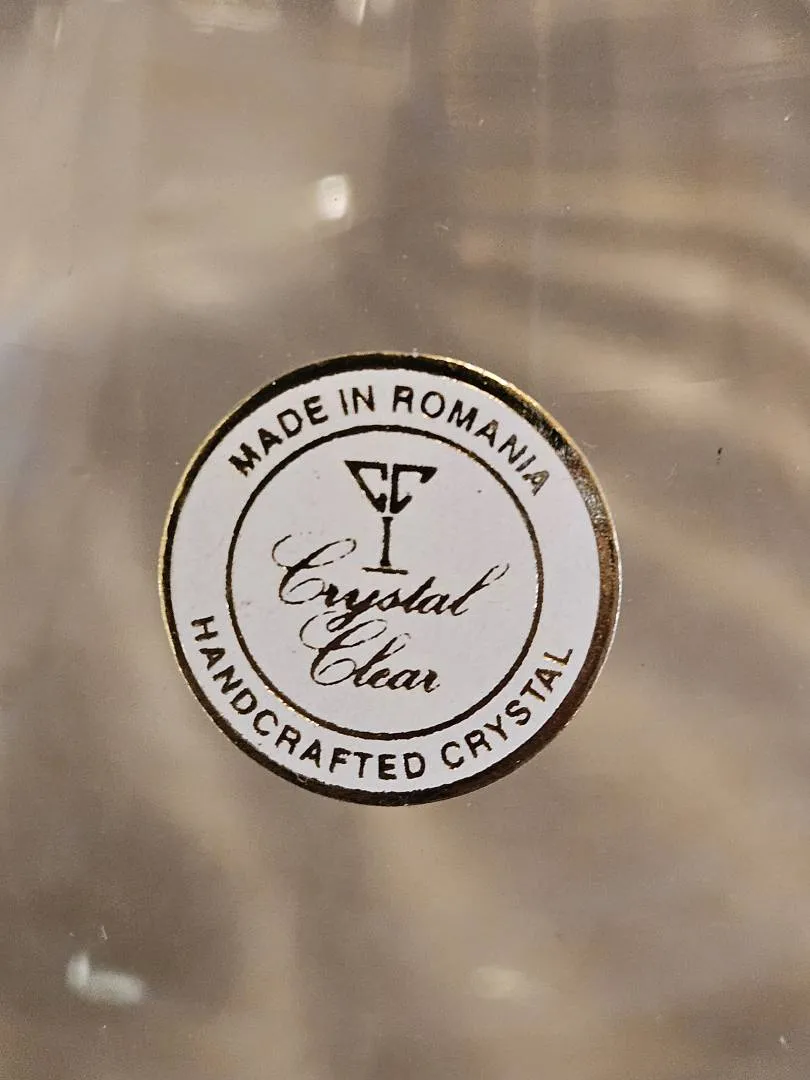 MADE IN ROMANIA
CC
Crystal
Clear
HANDCRAFTED CRYSTAL